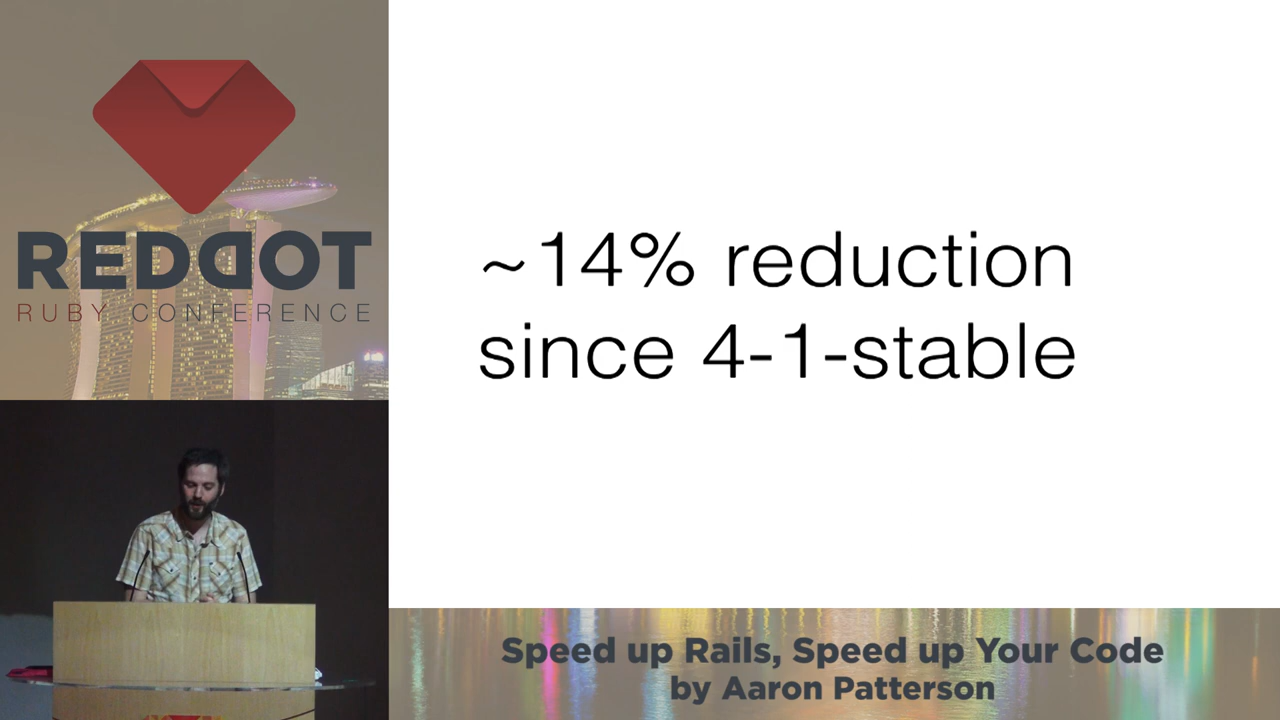 REDDOT
RUBY CONFERENCE
~14% reduction
since 4-1-stable
Speed up Rails, Speed up Your Code
by Aaron Patterson